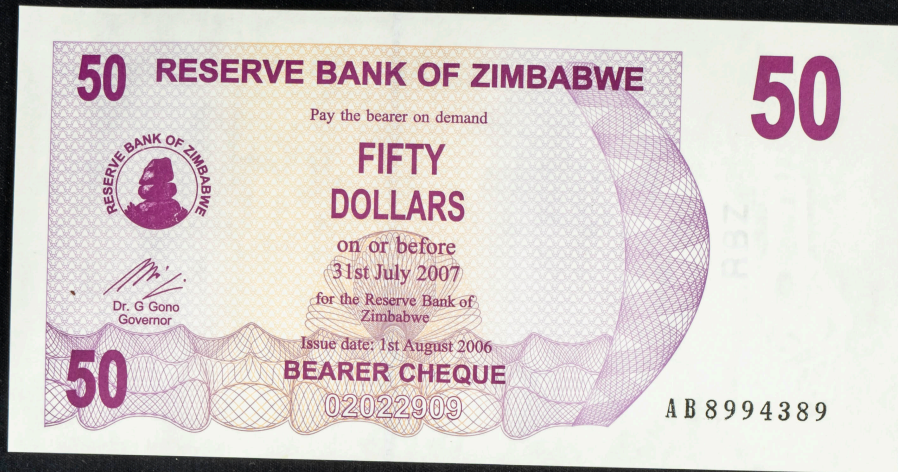 50 RESERVE BANK OF ZIMBABWE 50
Pay the bearer on demand
FIFTY
DOLLARS
RESERVE BANK OF ZIMBABWE
on or before
31st July 2007
for the Reserve Bank of
Zimbabwe
Dr. G Gono
Governor
Issue date: 1st August 2006
50 BEARER CHEQUE
02022909
AB8994389